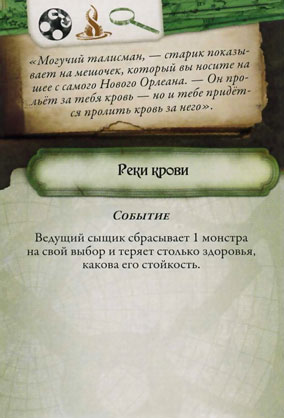 «Могучий талисман, — старик показы-
вает на мешочек, который вы носите на
шее с самого Нового Орлеана. — Он про-
льёт за тебя кровь — но и тебе придёт-
ся пролить кровь за него».
Реки крови
Событие
Ведущий сыщик сбрасывает 1 монстра
на свой выбор и теряет столько здоровья,
какова его стойкость.